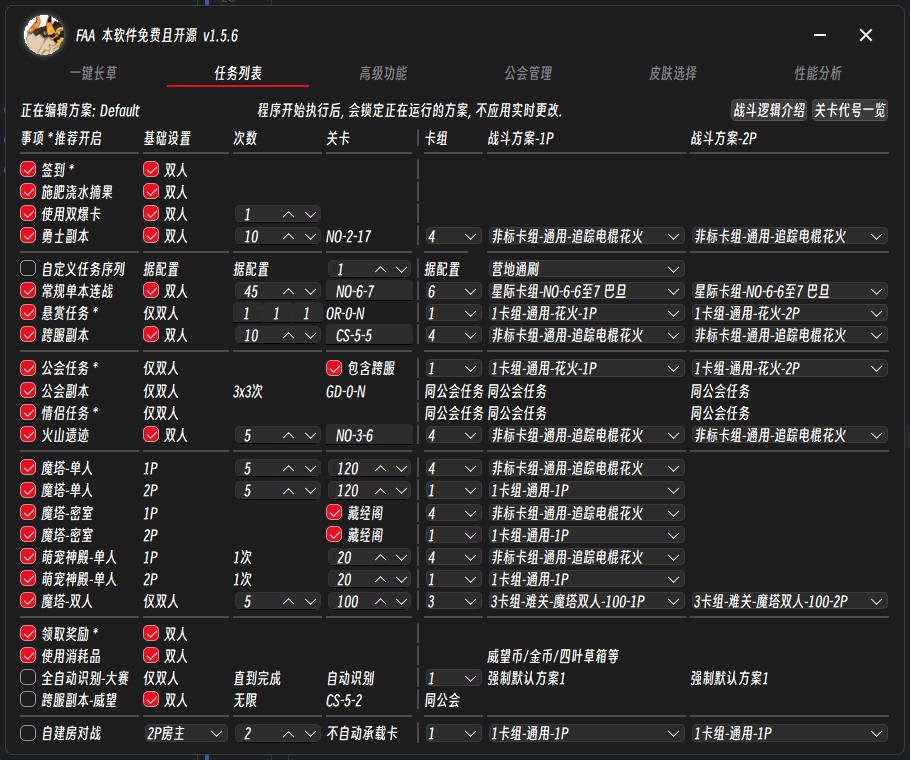 FAA 本软件免费且开源 v1.5.6
一键长草 任务列表 高级功能 公会管理 皮肤选择 性能分析
正在编辑方案: Default 程序开始执行后, 会锁定正在运行的方案, 不应用实时更改. 战斗逻辑介绍 关卡代号一览
事项 *推荐开启 基础设置 次数 关卡 卡组 战斗方案-1P 战斗方案-2P
签到 * 双人
施肥浇水摘果 双人
使用双爆卡 双人 1
勇士副本 双人 10 NO-2-17 4 非标卡组-通用-追踪电棍花火 非标卡组-通用-追踪电棍花火
自定义任务序列 据配置 据配置 1 据配置 营地通刷
常规单本连战 双人 45 NO-6-7 6 星际卡组-NO-6-6至7 巴旦 星际卡组-NO-6-6至7 巴旦
悬赏任务 * 仅双人 1 1 1 OR-0-N 1 1卡组-通用-花火-1P 1卡组-通用-花火-2P
跨服副本 双人 10 CS-5-5 4 非标卡组-通用-追踪电棍花火 非标卡组-通用-追踪电棍花火
公会任务 * 仅双人 包含跨服 1 1卡组-通用-花火-1P 1卡组-通用-花火-2P
公会副本 仅双人 3x3次 GD-0-N 同公会任务 同公会任务 同公会任务
情侣任务 * 仅双人 同公会任务 同公会任务 同公会任务
火山遗迹 双人 5 NO-3-6 4 非标卡组-通用-追踪电棍花火 非标卡组-通用-追踪电棍花火
魔塔-单人 1P 5 120 4 非标卡组-通用-追踪电棍花火
魔塔-单人 2P 5 120 1 1卡组-通用-1P
魔塔-密室 1P 藏经阁 4 非标卡组-通用-追踪电棍花火
魔塔-密室 2P 藏经阁 1 1卡组-通用-1P
萌宠神殿-单人 1P 1次 20 4 非标卡组-通用-追踪电棍花火
萌宠神殿-单人 2P 1次 20 1 1卡组-通用-1P
魔塔-双人 仅双人 5 100 3 3卡组-难关-魔塔双人-100-1P 3卡组-难关-魔塔双人-100-2P
领取奖励 * 双人
使用消耗品 双人 威望币/金币/四叶草箱等
全自动识别-大赛 仅双人 直到完成 自动识别 1 强制默认方案1 强制默认方案1
跨服副本-威望 双人 无限 CS-5-2 同公会
自建房对战 2P房主 2 不自动承载卡 1 1卡组-通用-1P 1卡组-通用-1P